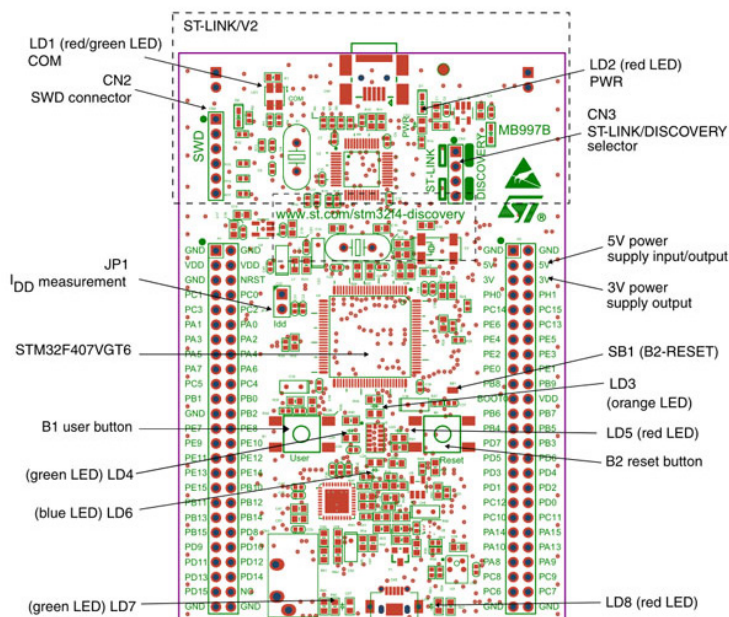 ST-LINK/V2
LD1 (red/green LED)
COM
CN2
SWD connector
LD2 (red LED)
PWR
CN3
ST-LINK/DISCOVERY
selector
COM
PWR
MB997B
SWD
ST-LINK
DISCOVERY
www.st.com/stm32f4-discovery
JP1
IDD measurement
Idd
STM32F407VGT6
B1 user button
(green LED) LD4
(blue LED) LD6
(green LED) LD7
5V power
supply input/output
3V power
supply output
SB1 (B2-RESET)
LD3
(orange LED)
LD5 (red LED)
B2 reset button
LD8 (red LED)
User
Reset
GND GND GND GND
VDD VDD 5V 5V
GND NRST 3V 3V
PC1 PC0 PH0 PH1
PC3 PC2 PC14 PC15
PA1 PA0 PE6 PC13
PA3 PA2 PE4 PE5
PA5 PA4 PE2 PE3
PA7 PA6 PE0 PE1
PC5 PC4 PB8 PB9
PB1 PB0 BOOT0 VDD
GND PB2 PB6 PB7
PE7 PE8 PB4 PB5
PE9 PE10 PD7 PB3
PE11 PE12 PD5 PD6
PE13 PE14 PD3 PD4
PE15 PB10 PD1 PD2
PB11 PB12 PC12 PD0
PB13 PB14 PC10 PC11
PB15 PD8 PA14 PA15
PD9 PD10 PA10 PA13
PD11 PD12 PA8 PA9
PD13 PD14 PC8 PC9
PD15 NC PC6 PC7
GND GND GND GND